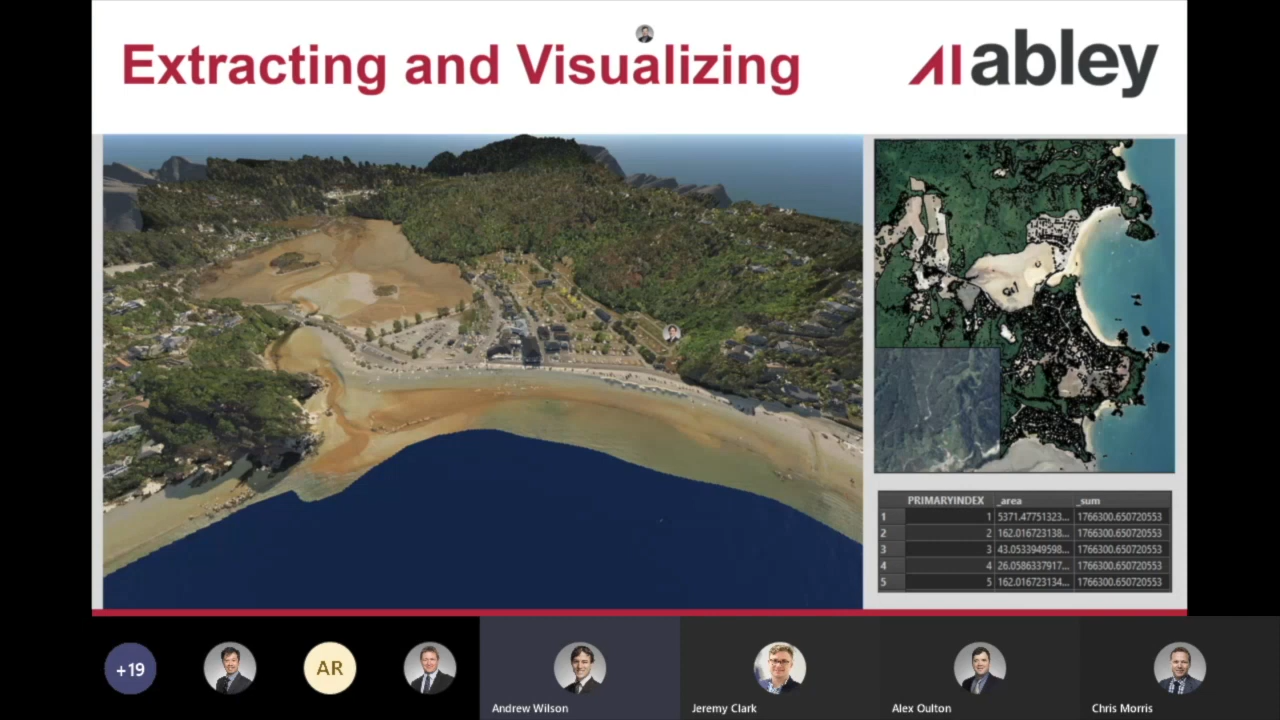 Extracting and Visualizing
abley
PRIMARYINDEX _area _sum
1 1 5371.47751323... 1766300.650720553
2 2 162.016723138... 1766300.650720553
3 3 43.0533949598... 1766300.650720553
4 4 26.0586337917... 1766300.650720553
5 5 162.016723134... 1766300.650720553
+19
AR
Andrew Wilson
Jeremy Clark
Alex Oulton
Chris Morris